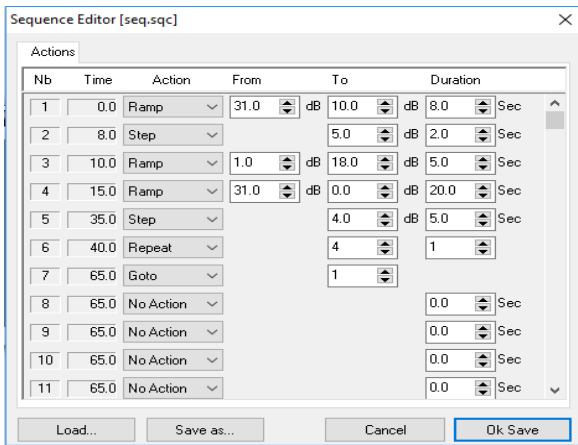 Sequence Editor [seq.sqc]
Actions
Nb Time Action From To Duration
1 0.0 Ramp 31.0 dB 10.0 dB 8.0 Sec
2 8.0 Step 5.0 dB 2.0 Sec
3 10.0 Ramp 1.0 dB 18.0 dB 5.0 Sec
4 15.0 Ramp 31.0 dB 0.0 dB 20.0 Sec
5 35.0 Step 4.0 dB 5.0 Sec
6 40.0 Repeat 4 1
7 65.0 Goto 1
8 65.0 No Action 0.0 Sec
9 65.0 No Action 0.0 Sec
10 65.0 No Action 0.0 Sec
11 65.0 No Action 0.0 Sec
Load... Save as... Cancel Ok Save